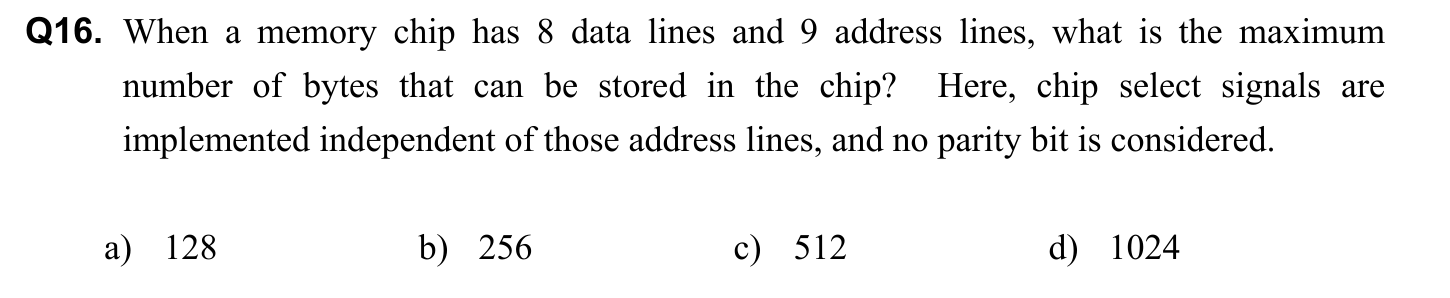 Q16. When a memory chip has 8 data lines and 9 address lines, what is the maximum
number of bytes that can be stored in the chip? Here, chip select signals are
implemented independent of those address lines, and no parity bit is considered.
a) 128 b) 256 c) 512 d) 1024